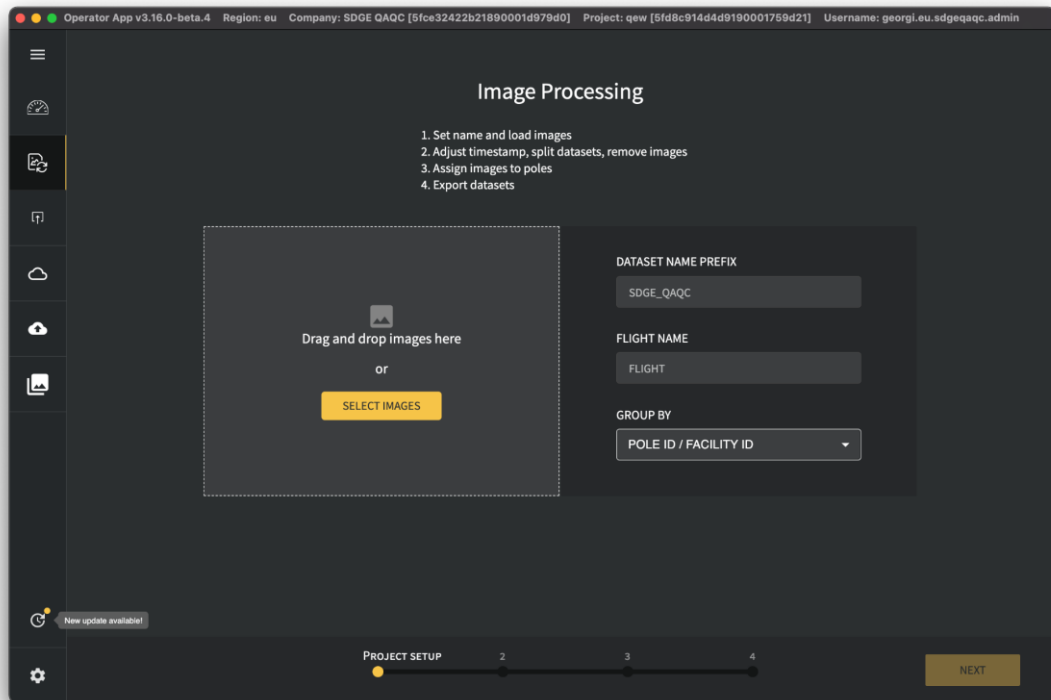 Operator App v3.16.0-beta.4 Region: eu Company: SDGE QAQC [5fce32422b21890001d979d0] Project: qew [5fd8c914d4d9190001759d21] Username: georgi.eu.sdgeqaqc.admin
Image Processing
1. Set name and load images
2. Adjust timestamp, split datasets, remove images
3. Assign images to poles
4. Export datasets
Drag and drop images here
or
SELECT IMAGES
DATASET NAME PREFIX
SDGE_QAQC
FLIGHT NAME
FLIGHT
GROUP BY
POLE ID / FACILITY ID
New update available!
PROJECT SETUP 2 3 4
NEXT